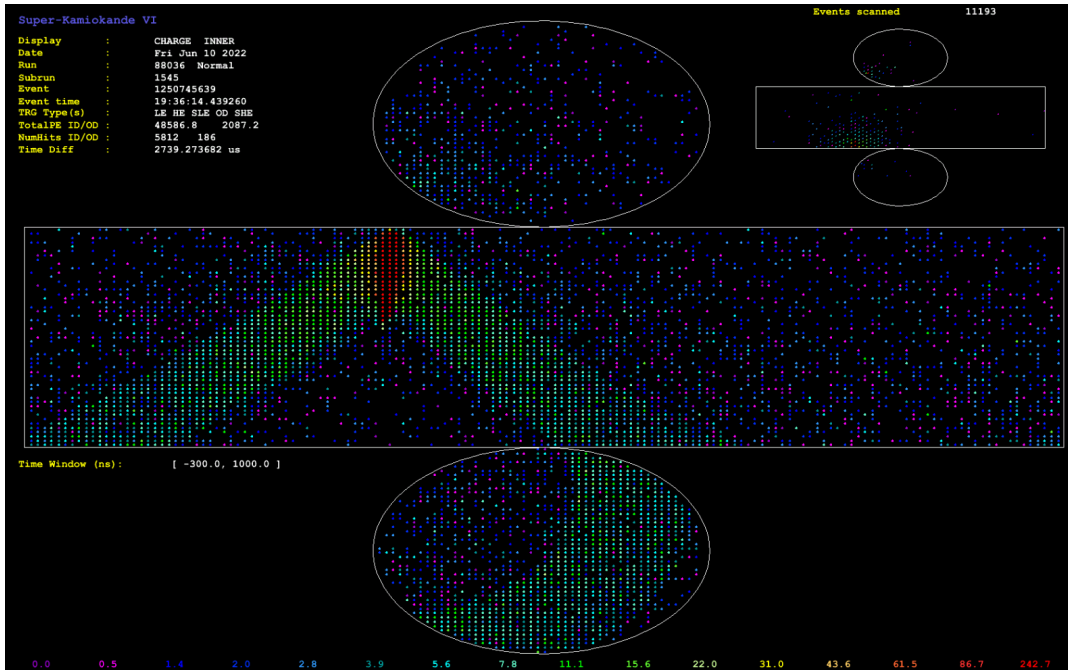 Super-Kamiokande VI
Display : CHARGE INNER
Date : Fri Jun 10 2022
Run : 88036 Normal
Subrun : 1545
Event : 1250745639
Event time : 19:36:14.439260
TRG Type(s) : LE HE SLE OD SHE
TotalPE ID/OD : 48586.8 2087.2
NumHits ID/OD : 5812 186
Time Diff : 2739.273682 us
Events scanned 11193
Time Window (ns): [ -300.0, 1000.0 ]
0.0 0.5 1.0 2.0 2.8 3.9 5.6 7.8 11.1 15.6 22.0 31.0 43.6 61.5 86.7 242.7